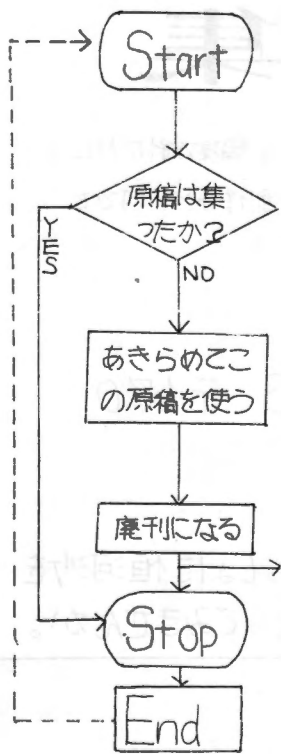 Start
原稿は集
ったか？
YES
NO
あきらめてこ
の原稿を使う
廃刊になる
Stop
End